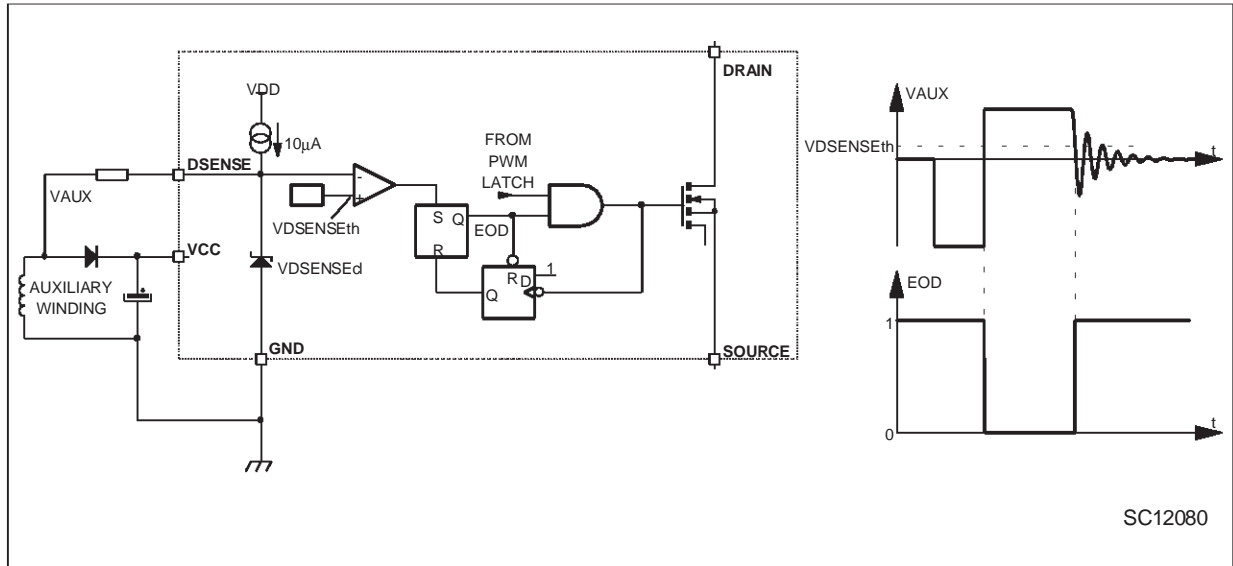 VDD
10µA
DSENSE
VAUX
VDSENSEth
VCC
VDSENSEcl
AUXILIARY
WINDING
GND
FROM
PWM
LATCH
S
Q
EOD
R
R
D
1
Q
DRAIN
SOURCE
-
+
+
VAUX
VDSENSEth
t
EOD
1
0
t
SC12080